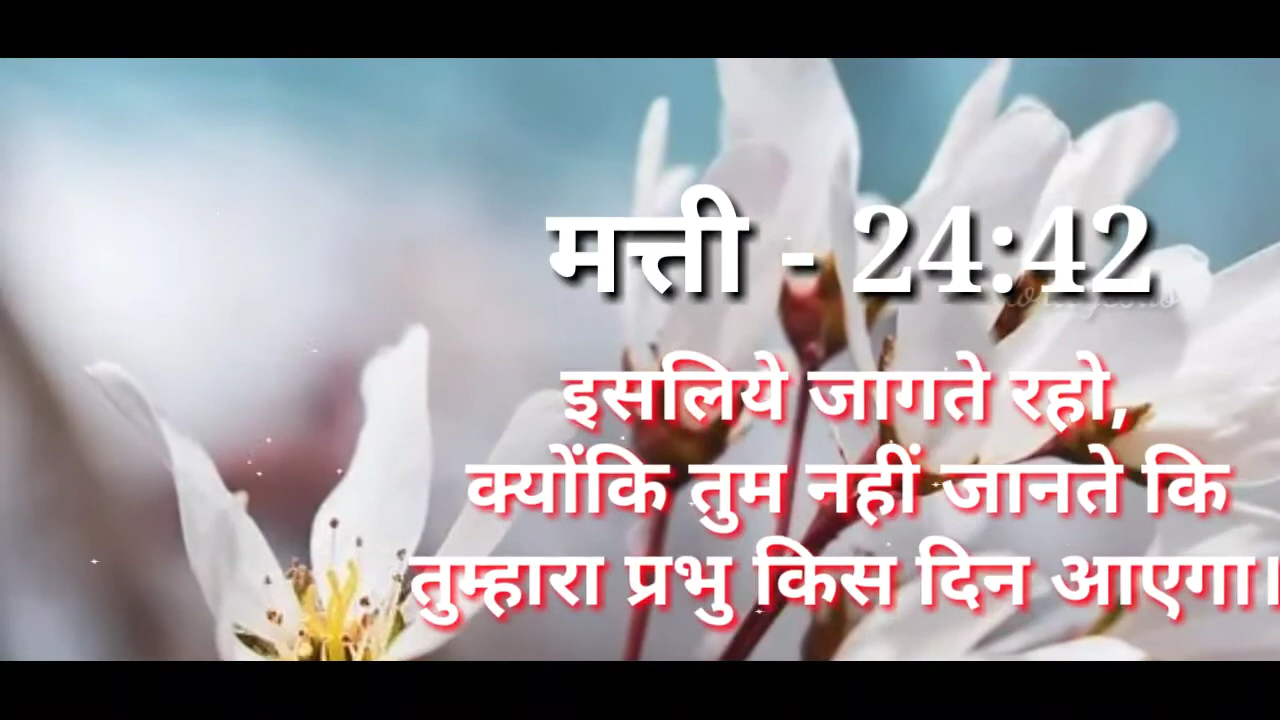 मत्ती - 24:42
इसलिये जागते रहो,
क्योंकि तुम नहीं जानते कि
तुम्हारा प्रभु किस दिन आएगा।